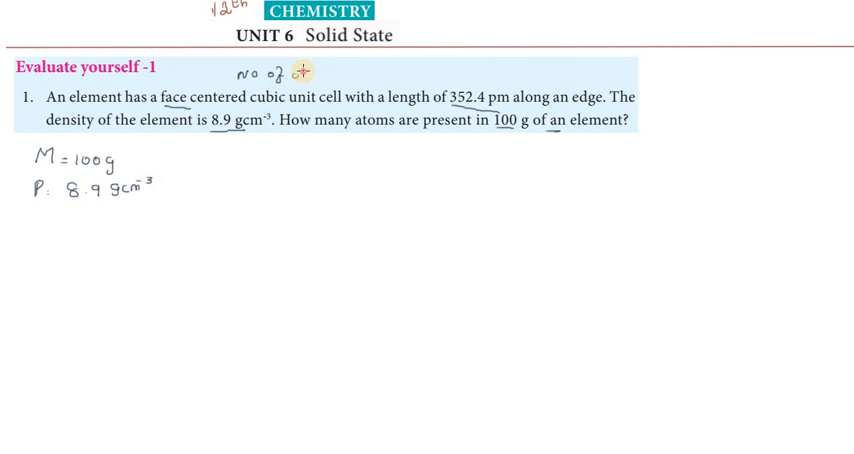 12th CHEMISTRY
UNIT 6 Solid State
Evaluate yourself -1
No of
1. An element has a face centered cubic unit cell with a length of 352.4 pm along an edge. The
density of the element is 8.9 gcm⁻³. How many atoms are present in 100 g of an element?
M = 100g
ρ: 8.9 gcm⁻³